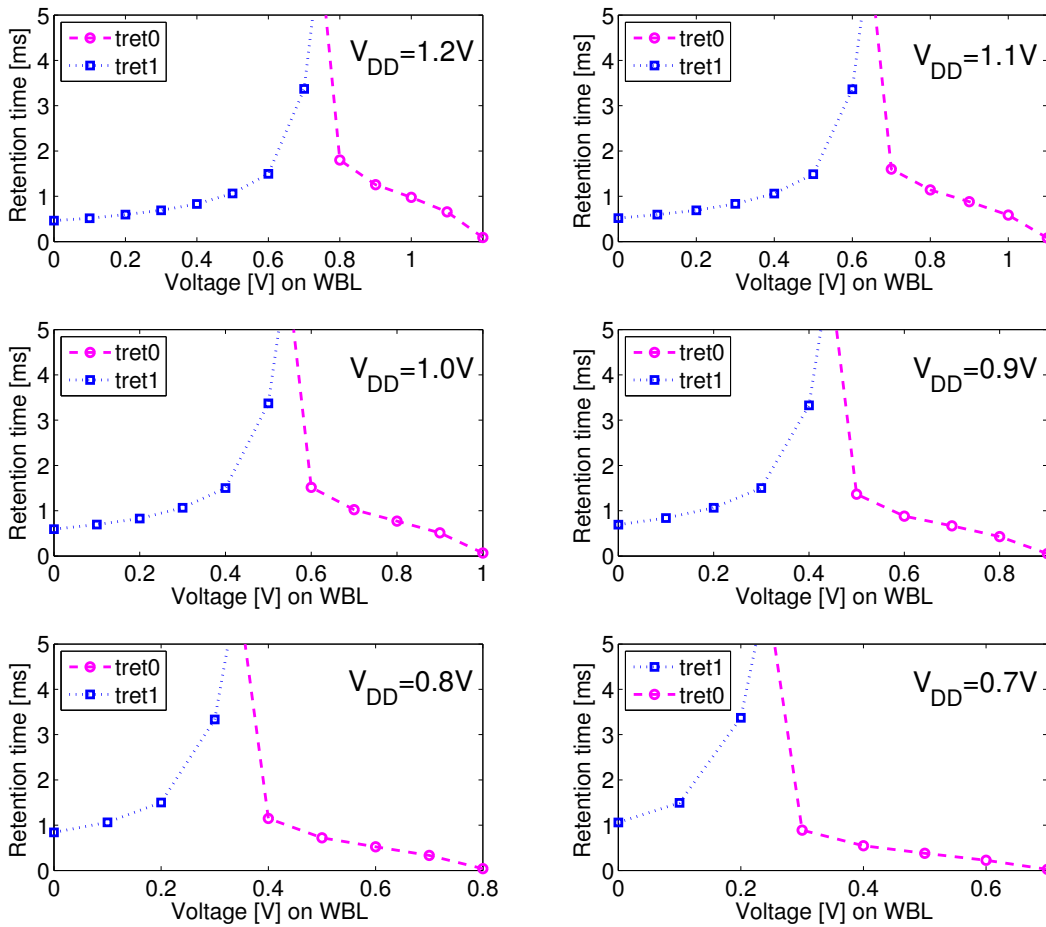 Retention time [ms]
5
4
3
2
1
0
tret0
tret1
V_DD=1.2V
0 0.2 0.4 0.6 0.8 1
Voltage [V] on WBL
Retention time [ms]
5
4
3
2
1
0
tret0
tret1
V_DD=1.1V
0 0.2 0.4 0.6 0.8 1
Voltage [V] on WBL
Retention time [ms]
5
4
3
2
1
0
tret0
tret1
V_DD=1.0V
0 0.2 0.4 0.6 0.8 1
Voltage [V] on WBL
Retention time [ms]
5
4
3
2
1
0
tret0
tret1
V_DD=0.9V
0 0.2 0.4 0.6 0.8
Voltage [V] on WBL
Retention time [ms]
5
4
3
2
1
0
tret0
tret1
V_DD=0.8V
0 0.2 0.4 0.6 0.8
Voltage [V] on WBL
Retention time [ms]
5
4
3
2
1
0
tret1
tret0
V_DD=0.7V
0 0.2 0.4 0.6
Voltage [V] on WBL